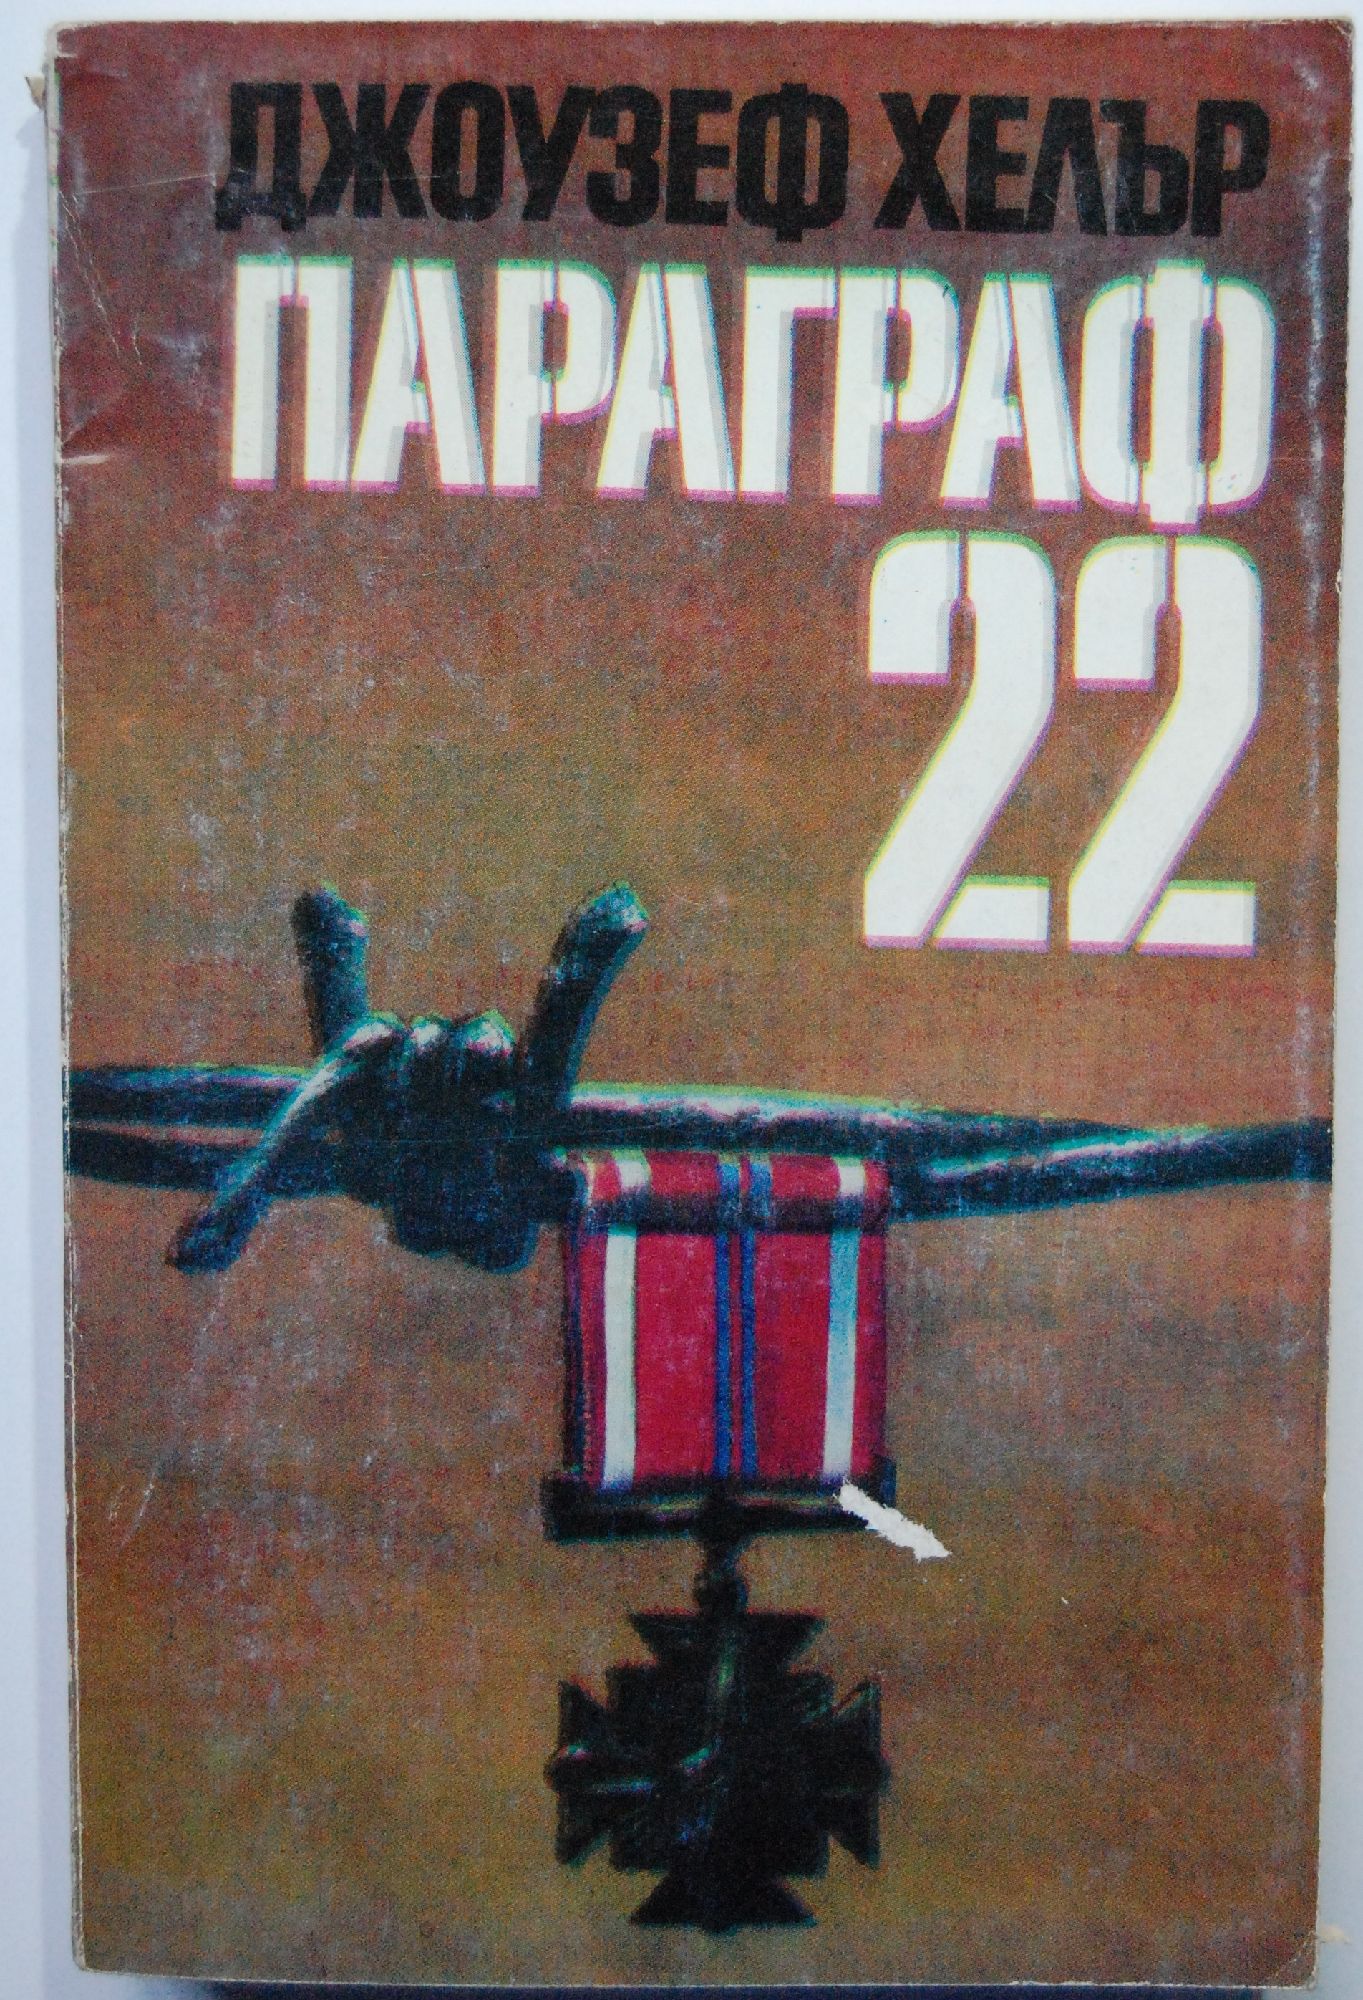 ДЖОУЗЕФ ХЕЛЪР
ПАРАГРАФ
22